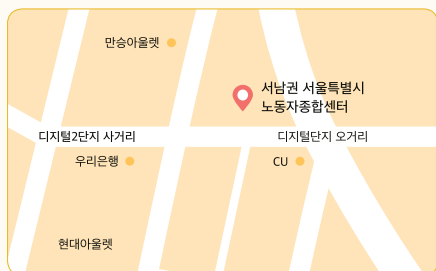 만승아울렛
서남권 서울특별시
노동자종합센터
디지털2단지 사거리
디지털단지 오거리
우리은행
CU
현대아울렛